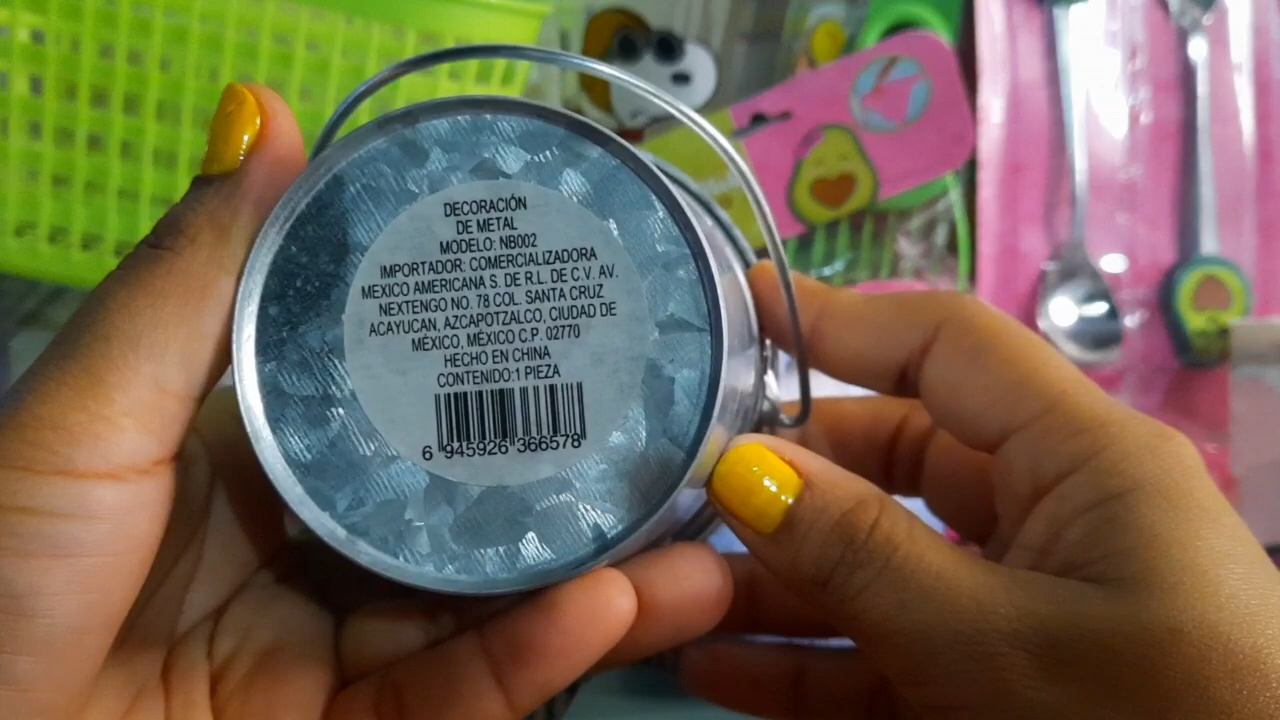 DECORACIÓN
DE METAL
MODELO: NB002
IMPORTADOR: COMERCIALIZADORA
MEXICO AMERICANA S. DE R.L. DE C.V. AV.
NEXTENGO NO. 78 COL. SANTA CRUZ
ACAYUCAN, AZCAPOTZALCO, CIUDAD DE
MÉXICO, MÉXICO C.P. 02770
HECHO EN CHINA
CONTENIDO:1 PIEZA
6 945926 366578